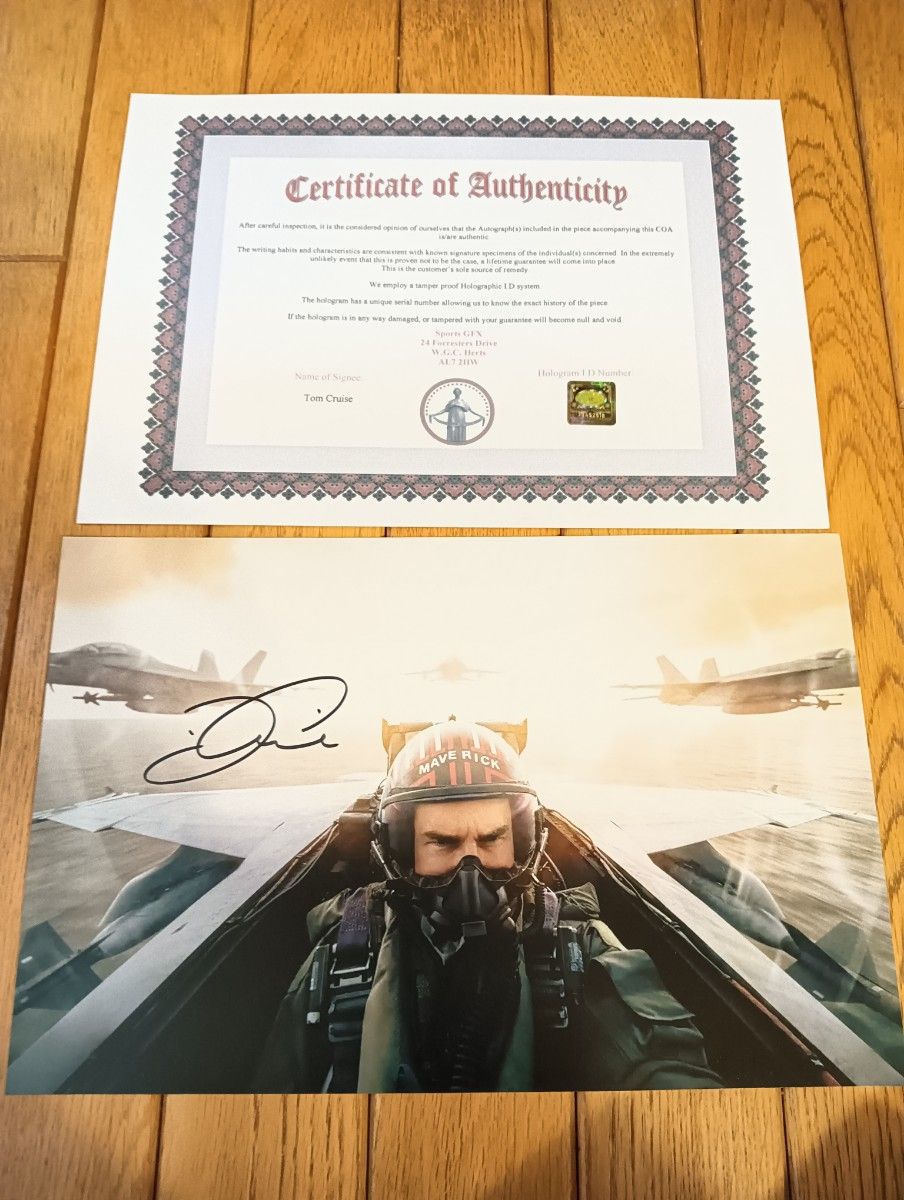 Certificate of Authenticity
After careful inspection, it is the considered opinion of ourselves that the Autograph(s) included in the piece accompanying this COA
is/are authentic
The writing habits and characteristics are consistent with known signature specimens of the individual(s) concerned In the extremely
unlikely event that this is proven not to be the case, a lifetime guarantee will come into place
This is the customer's sole source of remedy
We employ a tamper proof Holographic I D system
The hologram has a unique serial number allowing us to know the exact history of the piece
If the hologram is in any way damaged, or tampered with your guarantee will become null and void
Sports GFX
24 Forresters Drive
W.G.C. Herts
AL7 2HW
Name of Signee
Hologram I D Number
Tom Cruise
MAVERICK